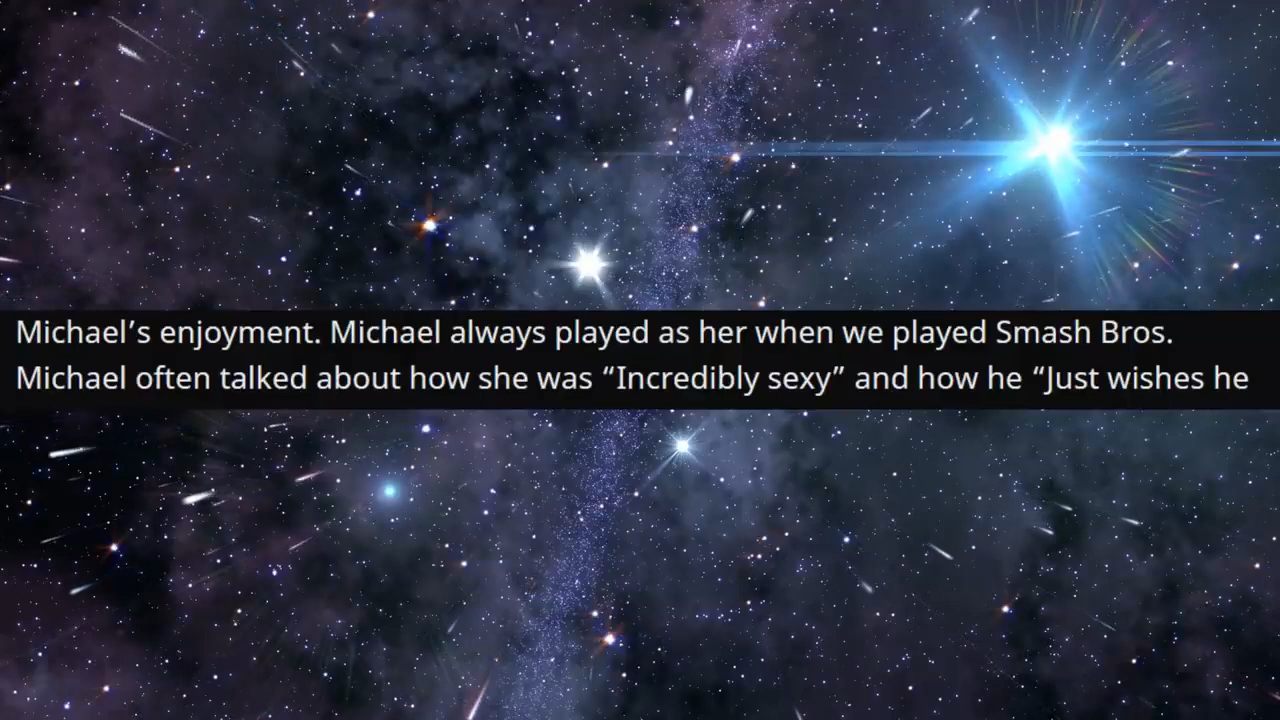 Michael’s enjoyment. Michael always played as her when we played Smash Bros.
Michael often talked about how she was “Incredibly sexy” and how he “Just wishes he